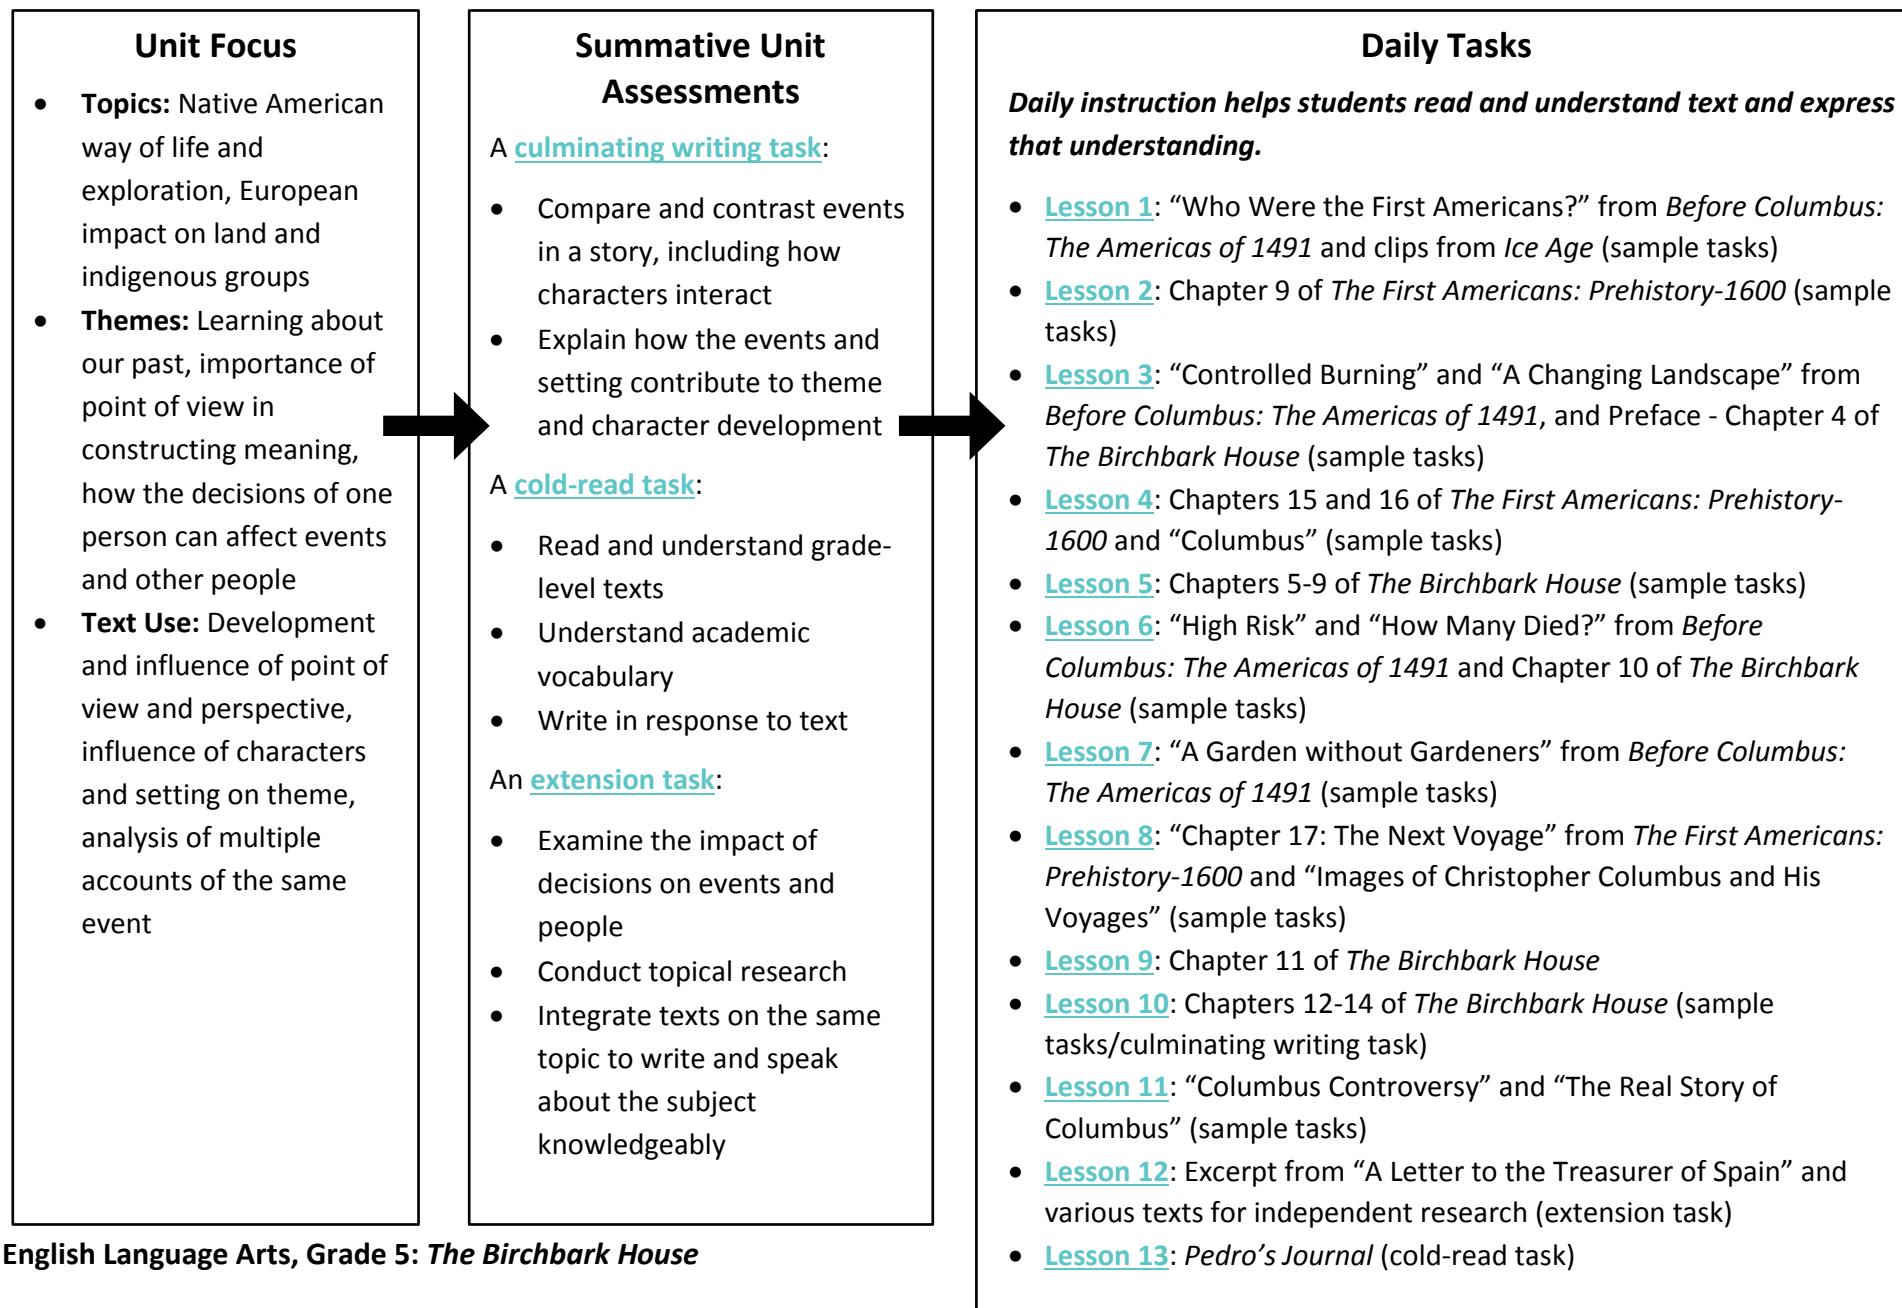 Unit Focus
• Topics: Native American
way of life and
exploration, European
impact on land and
indigenous groups
• Themes: Learning about
our past, importance of
point of view in
constructing meaning,
how the decisions of one
person can affect events
and other people
• Text Use: Development
and influence of point of
view and perspective,
influence of characters
and setting on theme,
analysis of multiple
accounts of the same
event
Summative Unit
Assessments
A culminating writing task:
• Compare and contrast events
in a story, including how
characters interact
• Explain how the events and
setting contribute to theme
and character development
A cold-read task:
• Read and understand grade-
level texts
• Understand academic
vocabulary
• Write in response to text
An extension task:
• Examine the impact of
decisions on events and
people
• Conduct topical research
• Integrate texts on the same
topic to write and speak
about the subject
knowledgeably
Daily Tasks
Daily instruction helps students read and understand text and express
that understanding.
• Lesson 1: “Who Were the First Americans?” from Before Columbus:
The Americas of 1491 and clips from Ice Age (sample tasks)
• Lesson 2: Chapter 9 of The First Americans: Prehistory-1600 (sample
tasks)
• Lesson 3: “Controlled Burning” and “A Changing Landscape” from
Before Columbus: The Americas of 1491, and Preface - Chapter 4 of
The Birchbark House (sample tasks)
• Lesson 4: Chapters 15 and 16 of The First Americans: Prehistory-
1600 and “Columbus” (sample tasks)
• Lesson 5: Chapters 5-9 of The Birchbark House (sample tasks)
• Lesson 6: “High Risk” and “How Many Died?” from Before
Columbus: The Americas of 1491 and Chapter 10 of The Birchbark
House (sample tasks)
• Lesson 7: “A Garden without Gardeners” from Before Columbus:
The Americas of 1491 (sample tasks)
• Lesson 8: “Chapter 17: The Next Voyage” from The First Americans:
Prehistory-1600 and “Images of Christopher Columbus and His
Voyages” (sample tasks)
• Lesson 9: Chapter 11 of The Birchbark House
• Lesson 10: Chapters 12-14 of The Birchbark House (sample
tasks/culminating writing task)
• Lesson 11: “Columbus Controversy” and “The Real Story of
Columbus” (sample tasks)
• Lesson 12: Excerpt from “A Letter to the Treasurer of Spain” and
various texts for independent research (extension task)
• Lesson 13: Pedro’s Journal (cold-read task)
English Language Arts, Grade 5: The Birchbark House